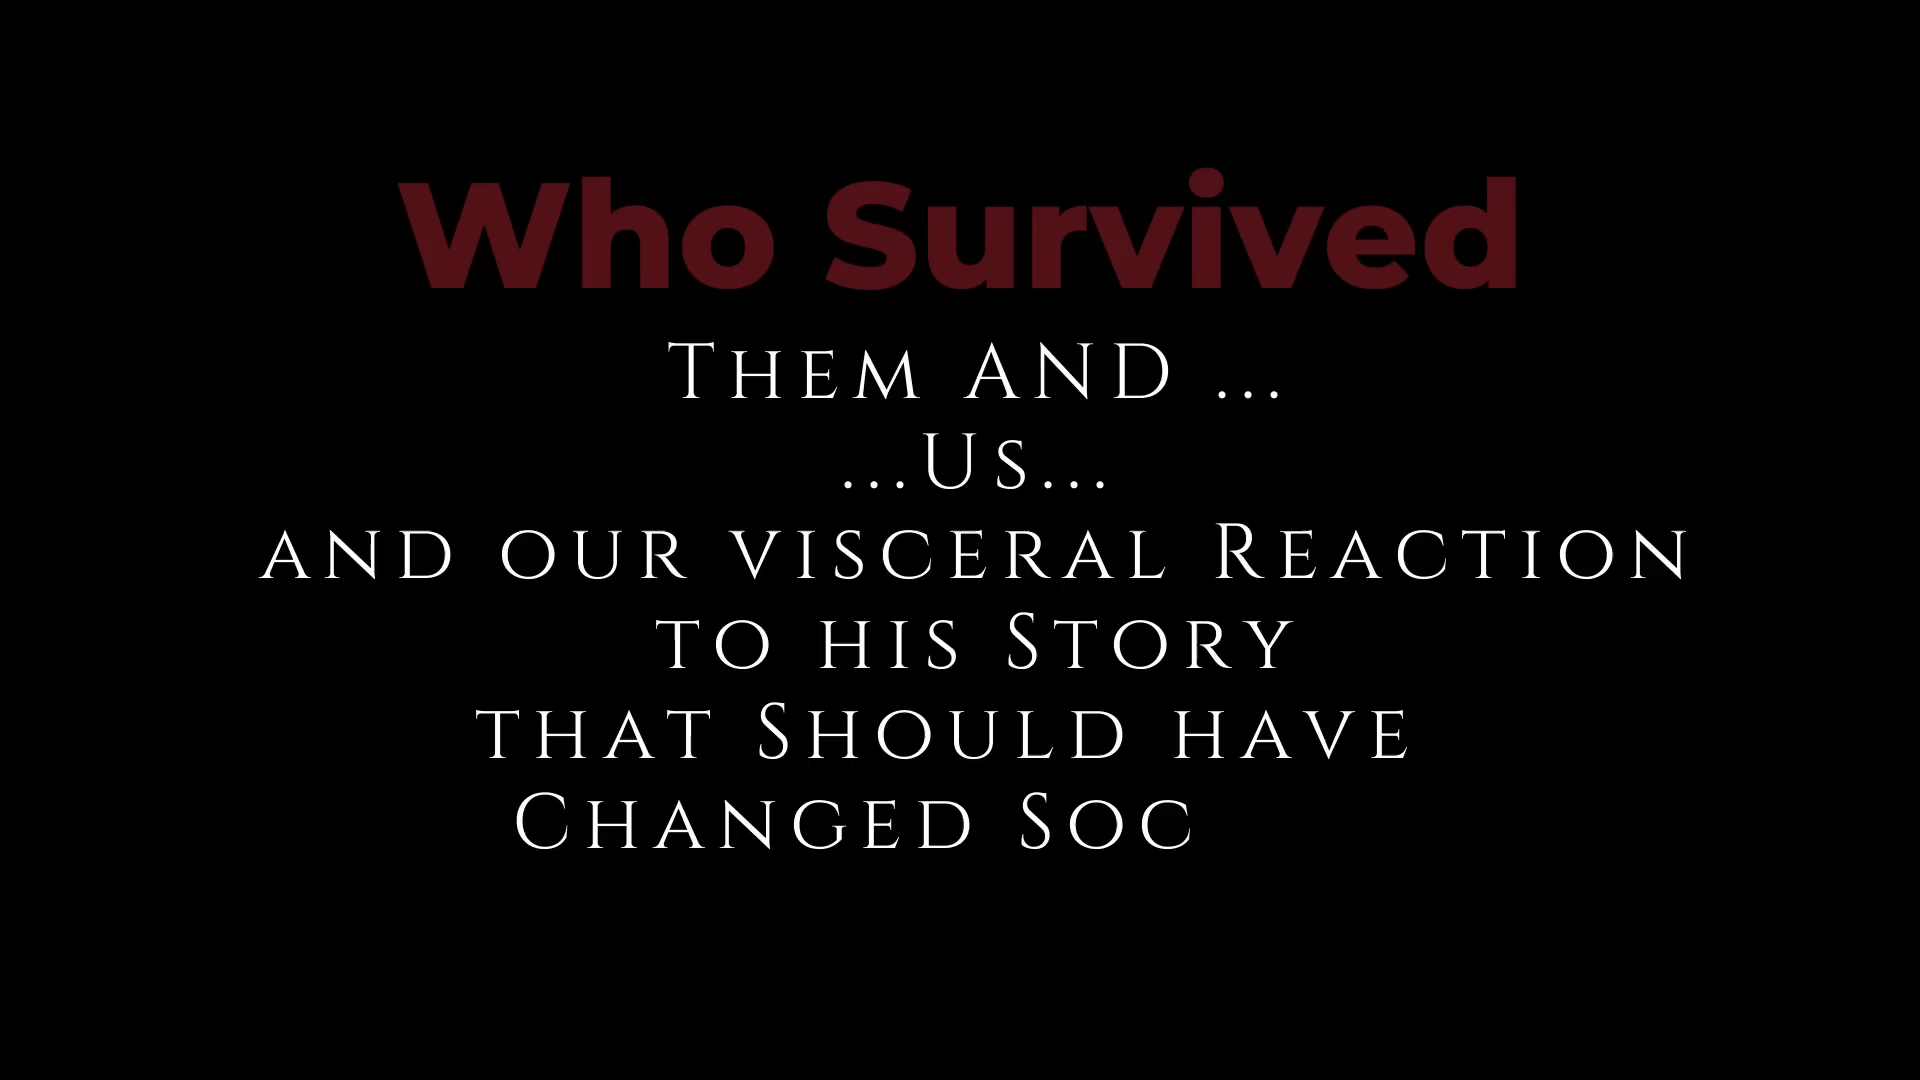 Who Survived
Them AND ...
...Us...
and our visceral Reaction
to his Story
that Should have
Changed Soc